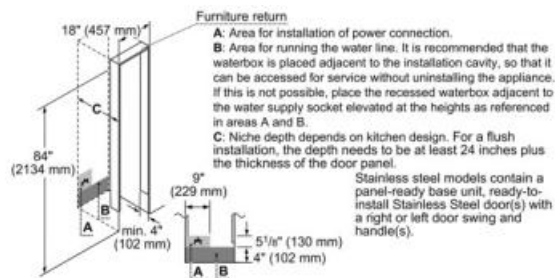 Furniture return
18" (457 mm)
A: Area for installation of power connection.
B: Area for running the water line. It is recommended that the
waterbox is placed adjacent to the installation cavity, so that it
can be accessed for service without uninstalling the appliance.
If this is not possible, place the recessed waterbox adjacent to
the water supply socket elevated at the heights as referenced
in areas A and B.
C: Niche depth depends on kitchen design. For a flush
installation, the depth needs to be at least 24 inches plus
the thickness of the door panel.
C
84"
(2134 mm)
Stainless steel models contain a
panel-ready base unit, ready-to-
install Stainless Steel door(s) with
a right or left door swing and
handle(s).
9"
(229 mm)
B
A
min. 4"
(102 mm)
5 1/8" (130 mm)
4" (102 mm)
A
B